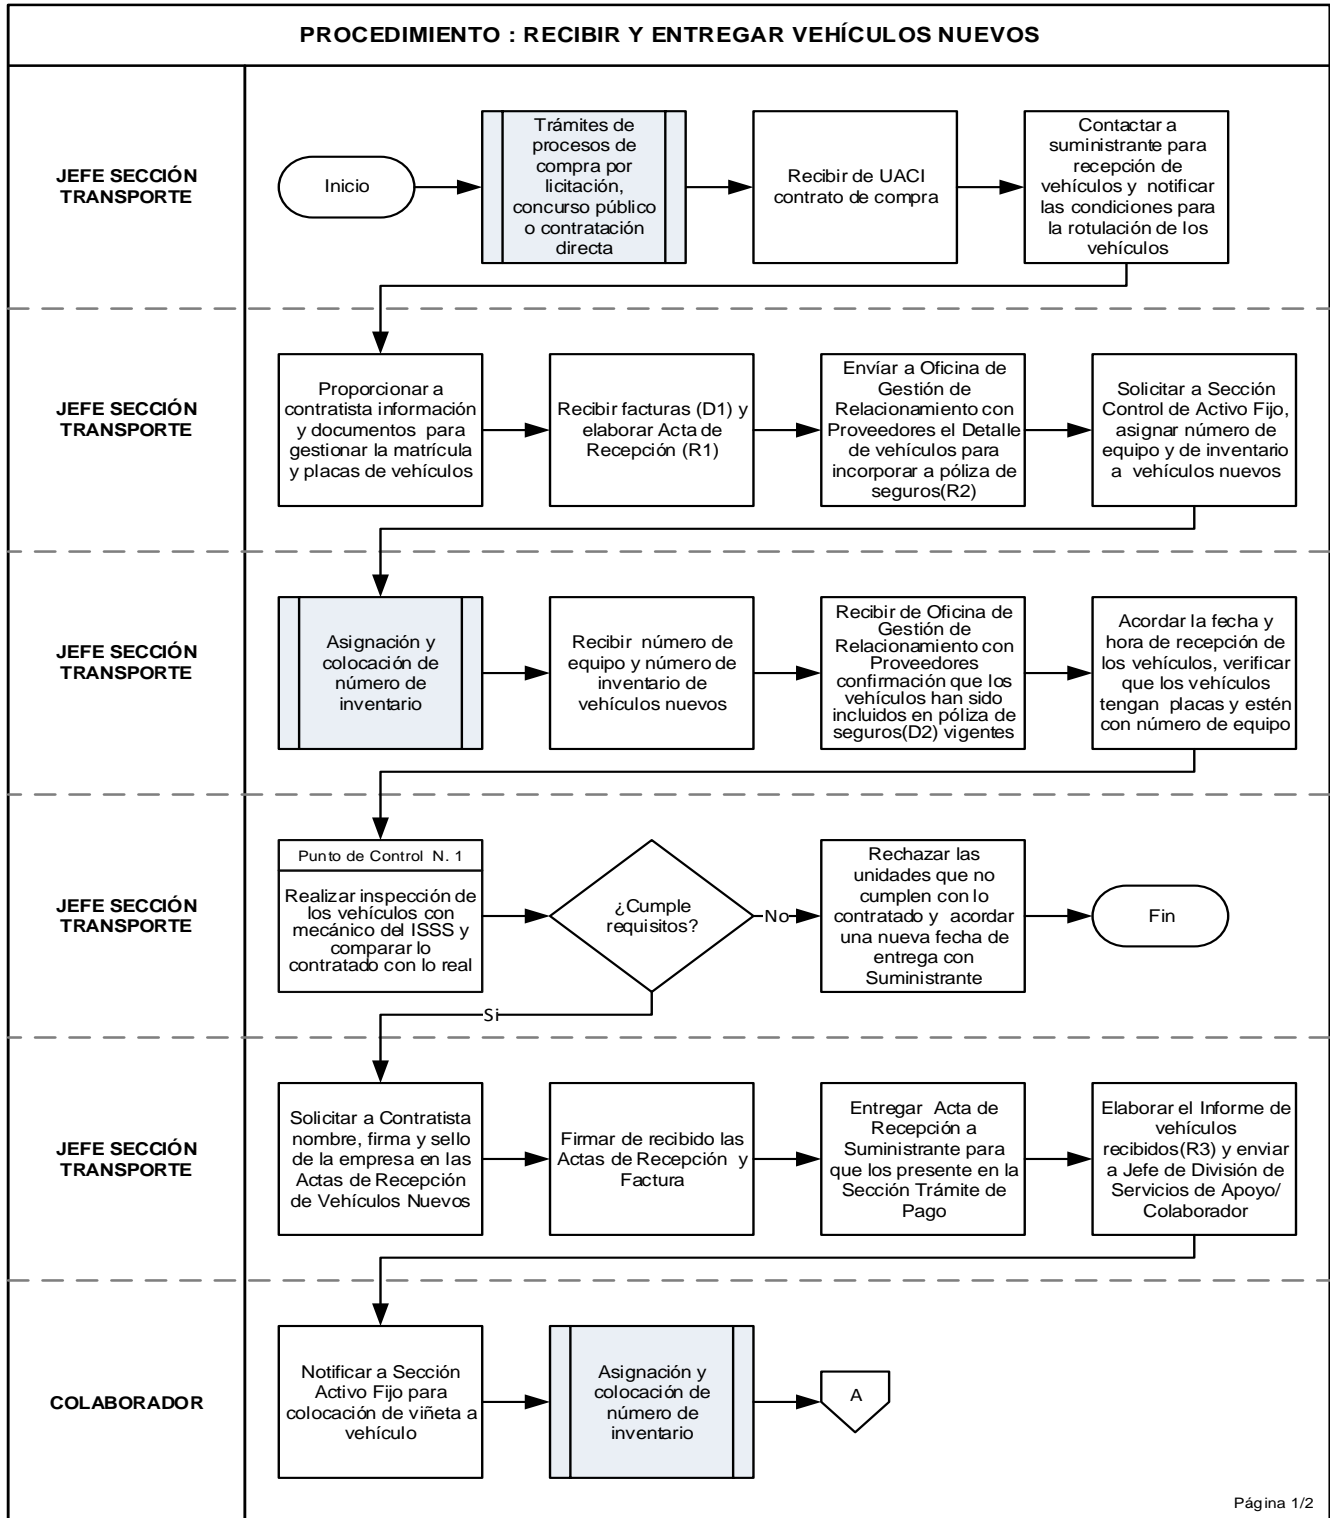 PROCEDIMIENTO : RECIBIR Y ENTREGAR VEHÍCULOS NUEVOS
JEFE SECCIÓN
TRANSPORTE
Inicio
Trámites de
procesos de
compra por
licitación,
concurso público
o contratación
directa
Recibir de UACI
contrato de compra
Contactar a
suministrante para
recepción de
vehículos y notificar
las condiciones para
la rotulación de los
vehículos
JEFE SECCIÓN
TRANSPORTE
Proporcionar a
contratista información
y documentos para
gestionar la matrícula
y placas de vehículos
Recibir facturas (D1) y
elaborar Acta de
Recepción (R1)
Envíar a Oficina de
Gestión de
Relacionamiento con
Proveedores el Detalle
de vehículos para
incorporar a póliza de
seguros(R2)
Solicitar a Sección
Control de Activo Fijo,
asignar número de
equipo y de inventario
a vehículos nuevos
JEFE SECCIÓN
TRANSPORTE
Asignación y
colocación de
número de
inventario
Recibir número de
equipo y número de
inventario de
vehículos nuevos
Recibir de Oficina de
Gestión de
Relacionamiento con
Proveedores
confirmación que los
vehículos han sido
incluidos en póliza de
seguros(D2) vigentes
Acordar la fecha y
hora de recepción de
los vehículos, verificar
que los vehículos
tengan placas y estén
con número de equipo
JEFE SECCIÓN
TRANSPORTE
Punto de Control N. 1
Realizar inspección de
los vehículos con
mecánico del ISSS y
comparar lo
contratado con lo real
¿Cumple
requisitos?
No
Rechazar las
unidades que no
cumplen con lo
contratado y acordar
una nueva fecha de
entrega con
Suministrante
Fin
Si
JEFE SECCIÓN
TRANSPORTE
Solicitar a Contratista
nombre, firma y sello
de la empresa en las
Actas de Recepción
de Vehículos Nuevos
Firmar de recibido las
Actas de Recepción y
Factura
Entregar Acta de
Recepción a
Suministrante para
que los presente en la
Sección Trámite de
Pago
Elaborar el Informe de
vehículos
recibidos(R3) y enviar
a Jefe de División de
Servicios de Apoyo/
Colaborador
COLABORADOR
Notificar a Sección
Activo Fijo para
colocación de viñeta a
vehículo
Asignación y
colocación de
número de
inventario
A
Página 1/2